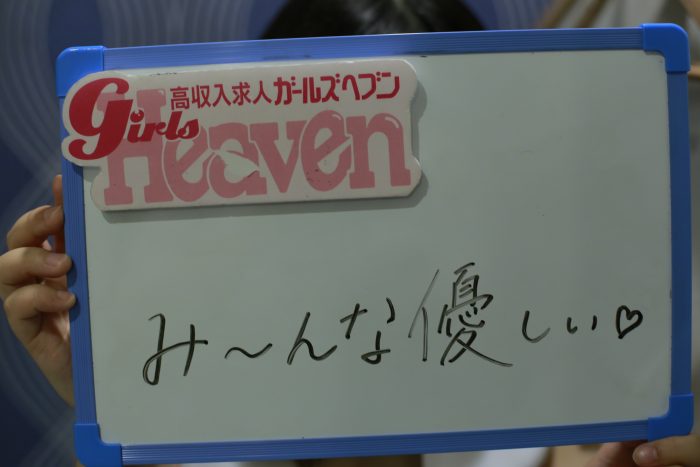 高収入求人ガールズヘブン
Girls
Heaven
み〜んな優しい♡